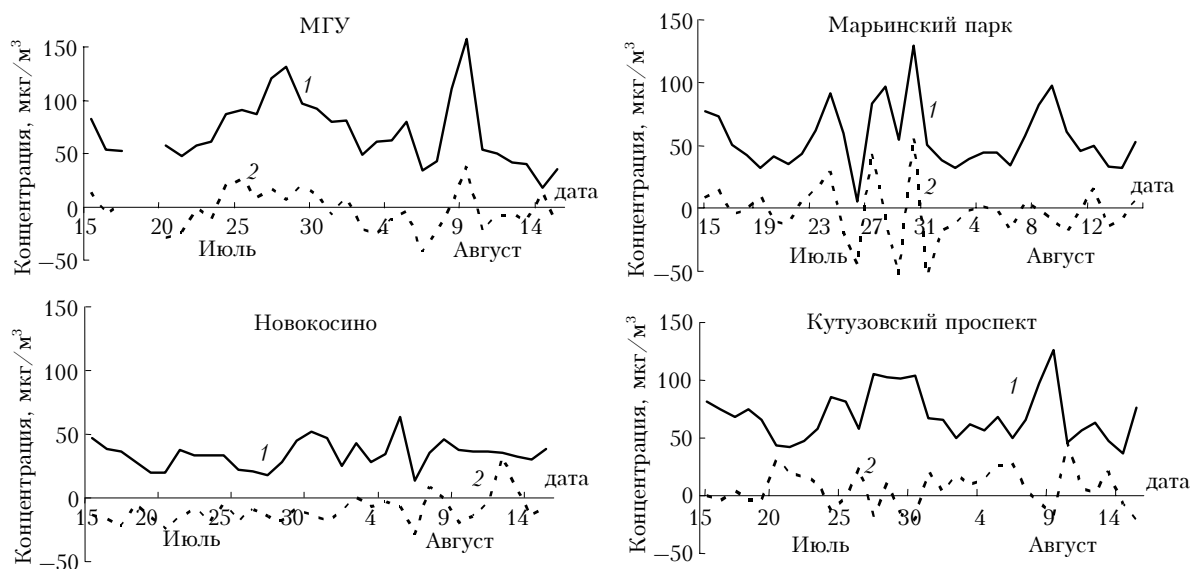 МГУ
Концентрация, мкг/м³
150
100
50
0
−50
1
2
15 20 25 30 4 9 14
дата
Июль Август
Марьинский парк
Концентрация, мкг/м³
150
100
50
0
−50
1
2
15 19 23 27 31 4 8 12
дата
Июль Август
Новокосино
Концентрация, мкг/м³
150
100
50
0
−50
1
2
15 20 25 30 4 9 14
дата
Июль Август
Кутузовский проспект
Концентрация, мкг/м³
150
100
50
0
−50
1
2
15 20 25 30 4 9 14
дата
Июль Август